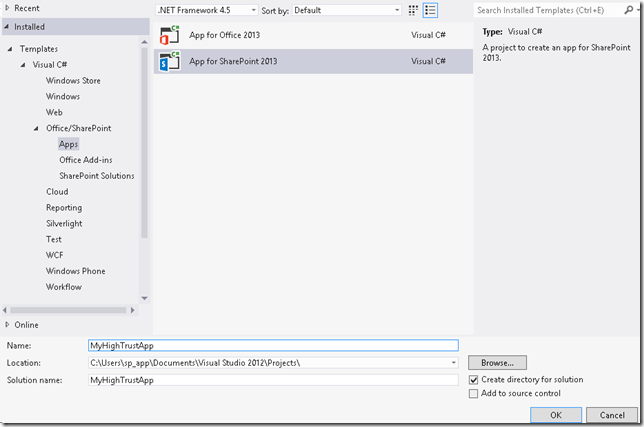 Recent
.NET Framework 4.5
Sort by: Default
Search Installed Templates (Ctrl+E)
Installed
Templates
Visual C#
Windows Store
Windows
Web
Office/SharePoint
Apps
Office Add-ins
SharePoint Solutions
Cloud
Reporting
Silverlight
Test
WCF
Windows Phone
Workflow
Online
App for Office 2013 Visual C#
App for SharePoint 2013 Visual C#
Type: Visual C#
A project to create an app for SharePoint
2013.
Name: MyHighTrustApp
Location: C:\Users\sp_app\Documents\Visual Studio 2012\Projects\
Browse...
Solution name: MyHighTrustApp
Create directory for solution
Add to source control
OK Cancel